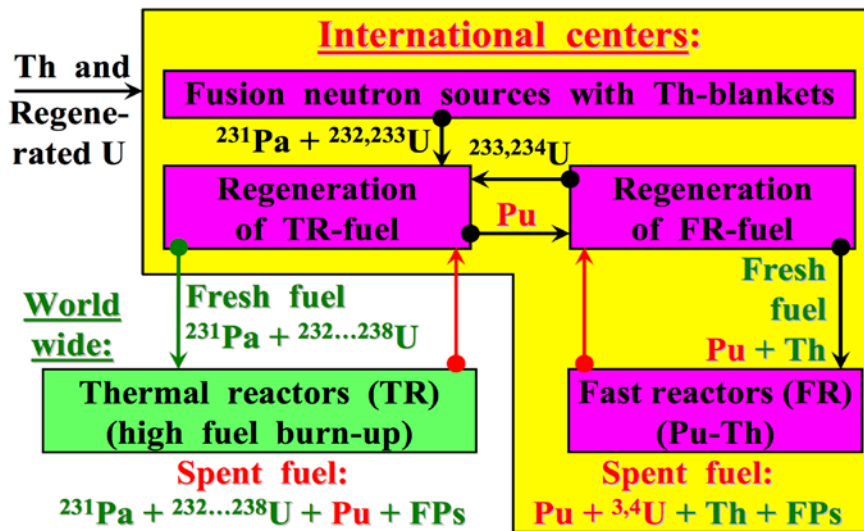 International centers:
Th and
Regene-
rated U
Fusion neutron sources with Th-blankets
²³¹Pa + ²³²,²³³U
²³³,²³⁴U
Regeneration
of TR-fuel
Pu
Regeneration
of FR-fuel
World
wide:
Fresh fuel
²³¹Pa + ²³²…²³⁸U
Fresh
fuel
Pu + Th
Thermal reactors (TR)
(high fuel burn-up)
Fast reactors (FR)
(Pu-Th)
Spent fuel:
²³¹Pa + ²³²…²³⁸U + Pu + FPs
Spent fuel:
Pu + ³,⁴U + Th + FPs